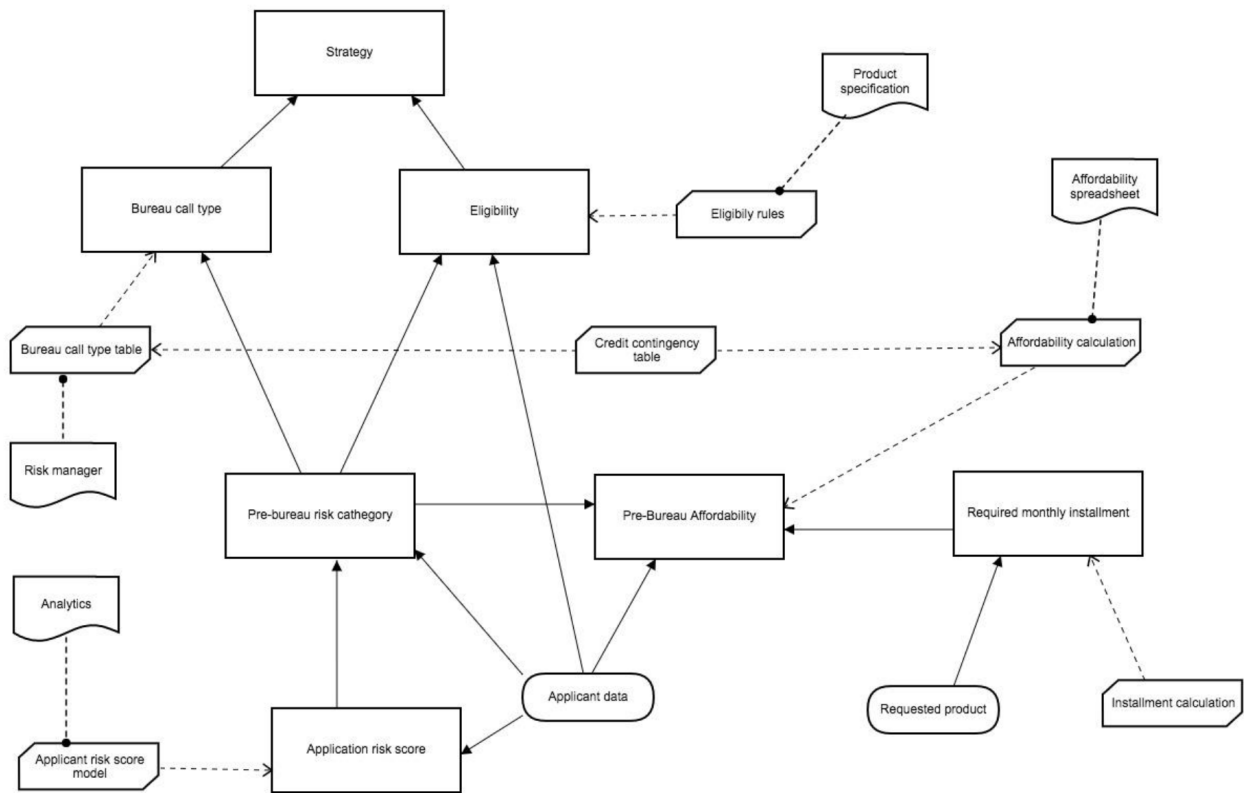 Strategy
Product
specification
Bureau call type
Eligibility
Eligibily rules
Affordability
spreadsheet
Bureau call type table
Credit contingency
table
Affordability calculation
Risk manager
Pre-bureau risk cathegory
Pre-Bureau Affordability
Required monthly installment
Analytics
Applicant data
Requested product
Installment calculation
Applicant risk score
model
Application risk score